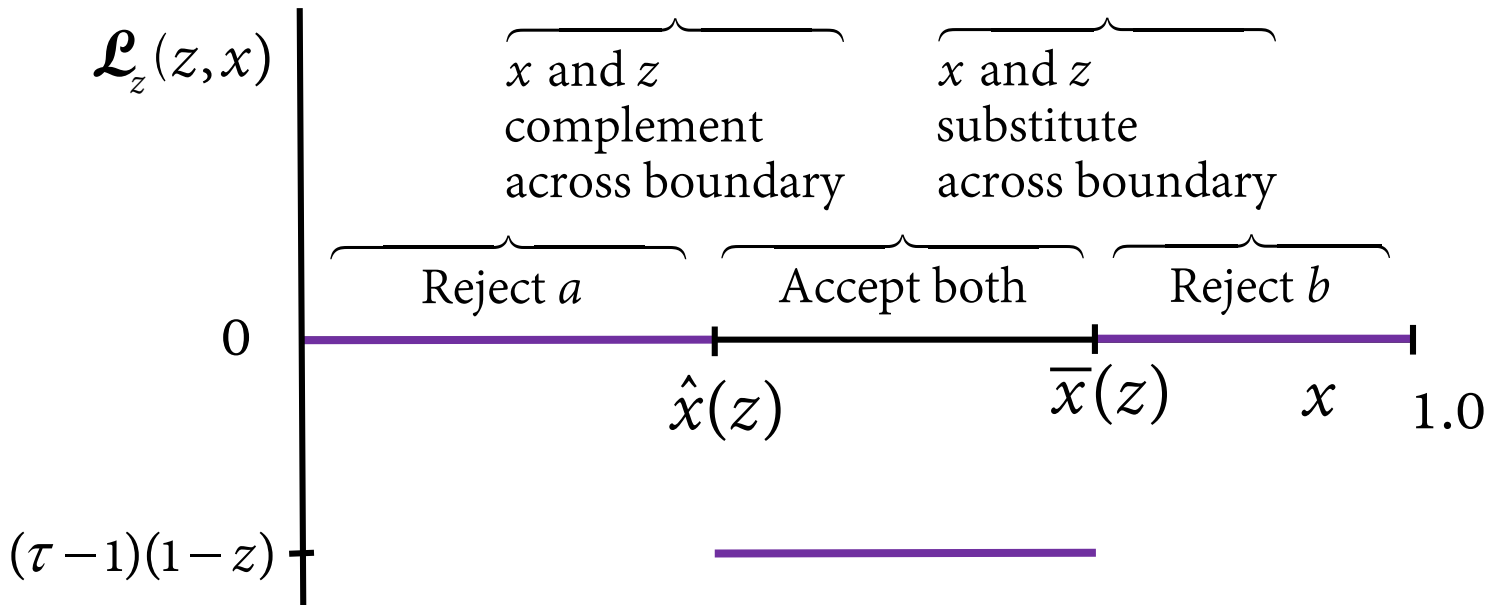 ℒ_z(z,x)
x and z
complement
across boundary
x and z
substitute
across boundary
Reject a
Accept both
Reject b
0
x̂(z)
x̅(z)
x
1.0
(τ−1)(1−z)